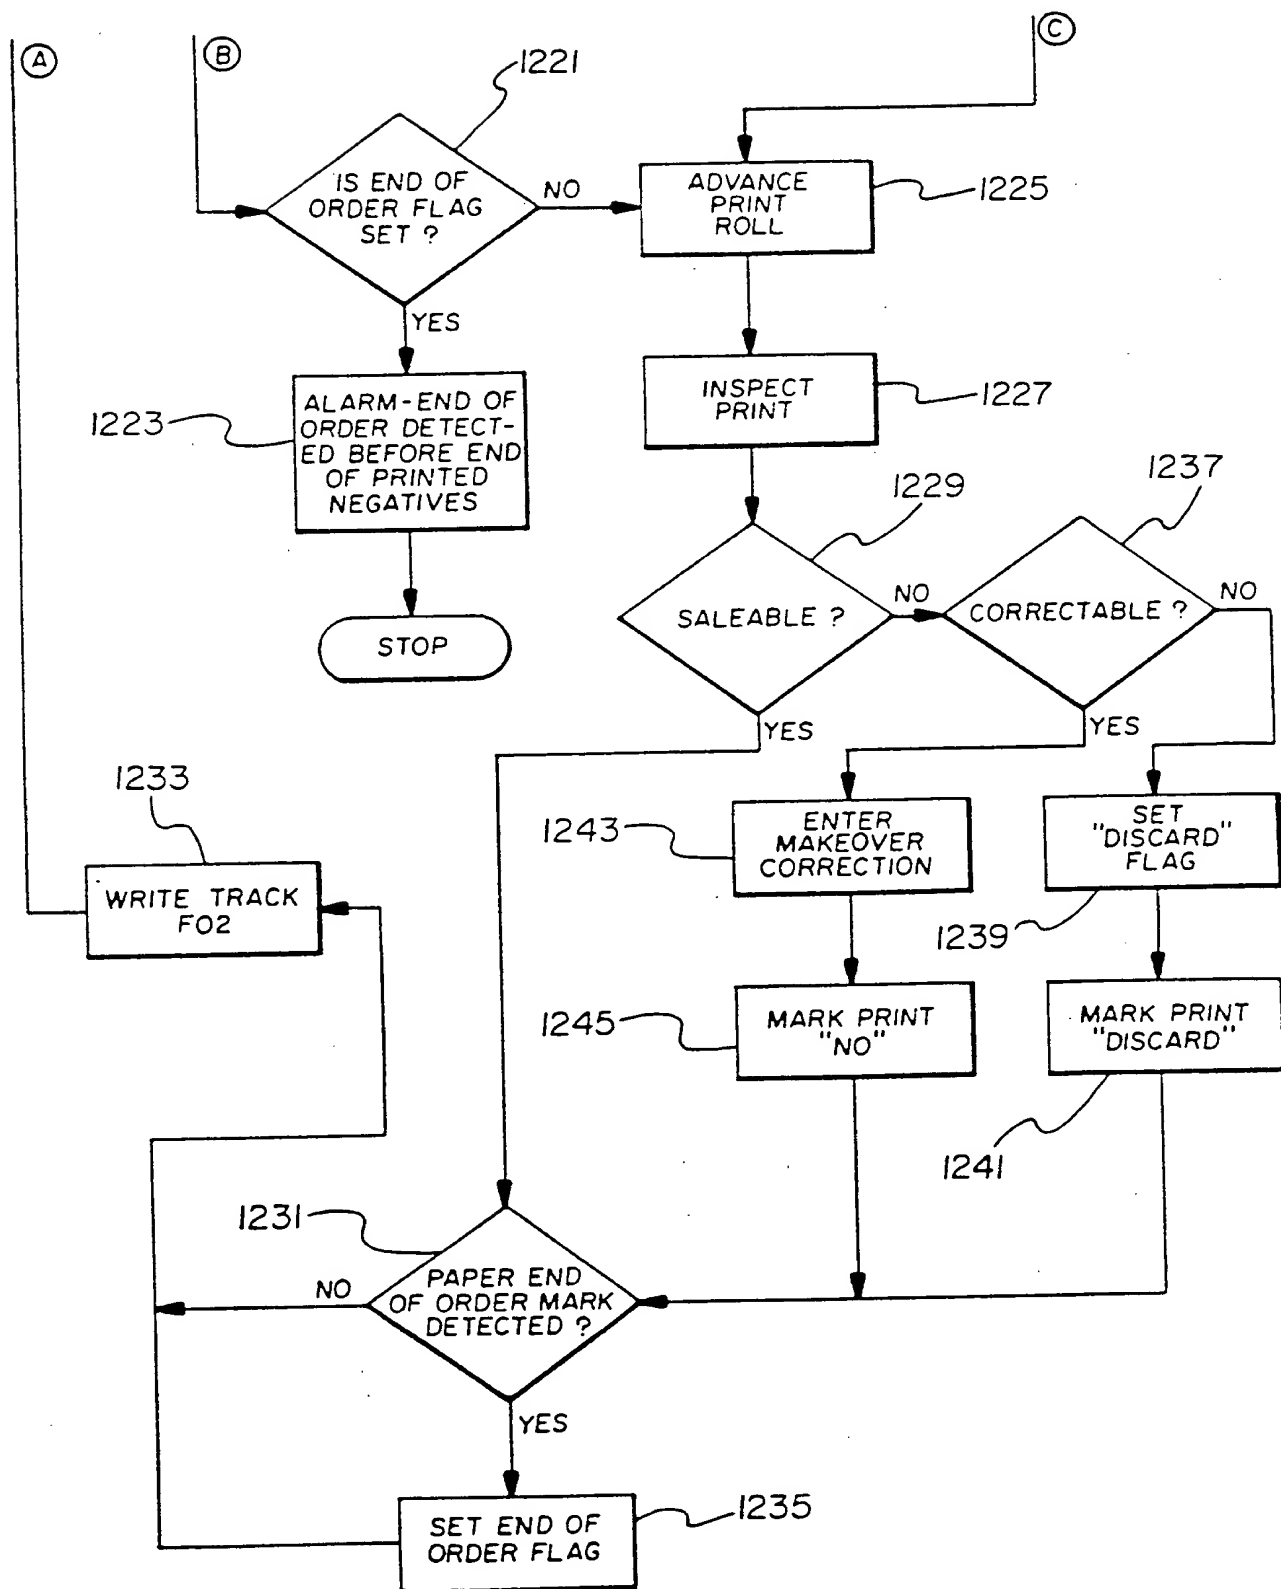 A
B
C
1221
IS END OF
ORDER FLAG
SET ?
NO
YES
ADVANCE
PRINT
ROLL
1225
1223
ALARM-END OF
ORDER DETECT-
ED BEFORE END
OF PRINTED
NEGATIVES
INSPECT
PRINT
1227
STOP
1229
SALEABLE ?
NO
YES
1237
CORRECTABLE ?
NO
YES
1233
WRITE TRACK
F02
1243
ENTER
MAKEOVER
CORRECTION
SET
"DISCARD"
FLAG
1239
1245
MARK PRINT
"NO"
MARK PRINT
"DISCARD"
1241
1231
NO
PAPER END
OF ORDER MARK
DETECTED ?
YES
SET END OF
ORDER FLAG
1235